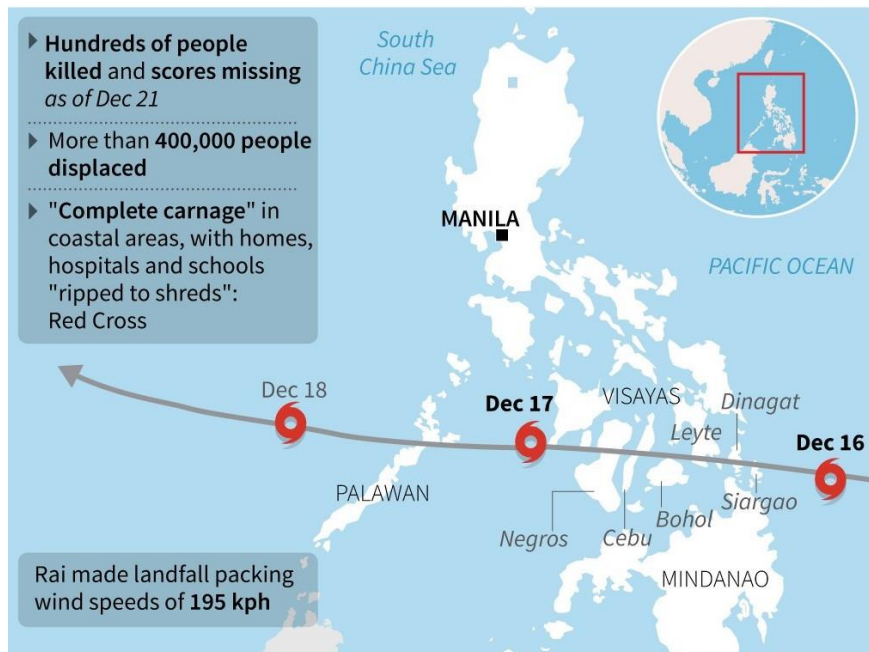 Hundreds of people
killed and scores missing
as of Dec 21
More than 400,000 people
displaced
"Complete carnage" in
coastal areas, with homes,
hospitals and schools
"ripped to shreds":
Red Cross
South
China Sea
MANILA
PACIFIC OCEAN
Dec 18
Dec 17
VISAYAS
Dinagat
Leyte
Dec 16
PALAWAN
Siargao
Bohol
Negros
Cebu
MINDANAO
Rai made landfall packing
wind speeds of 195 kph